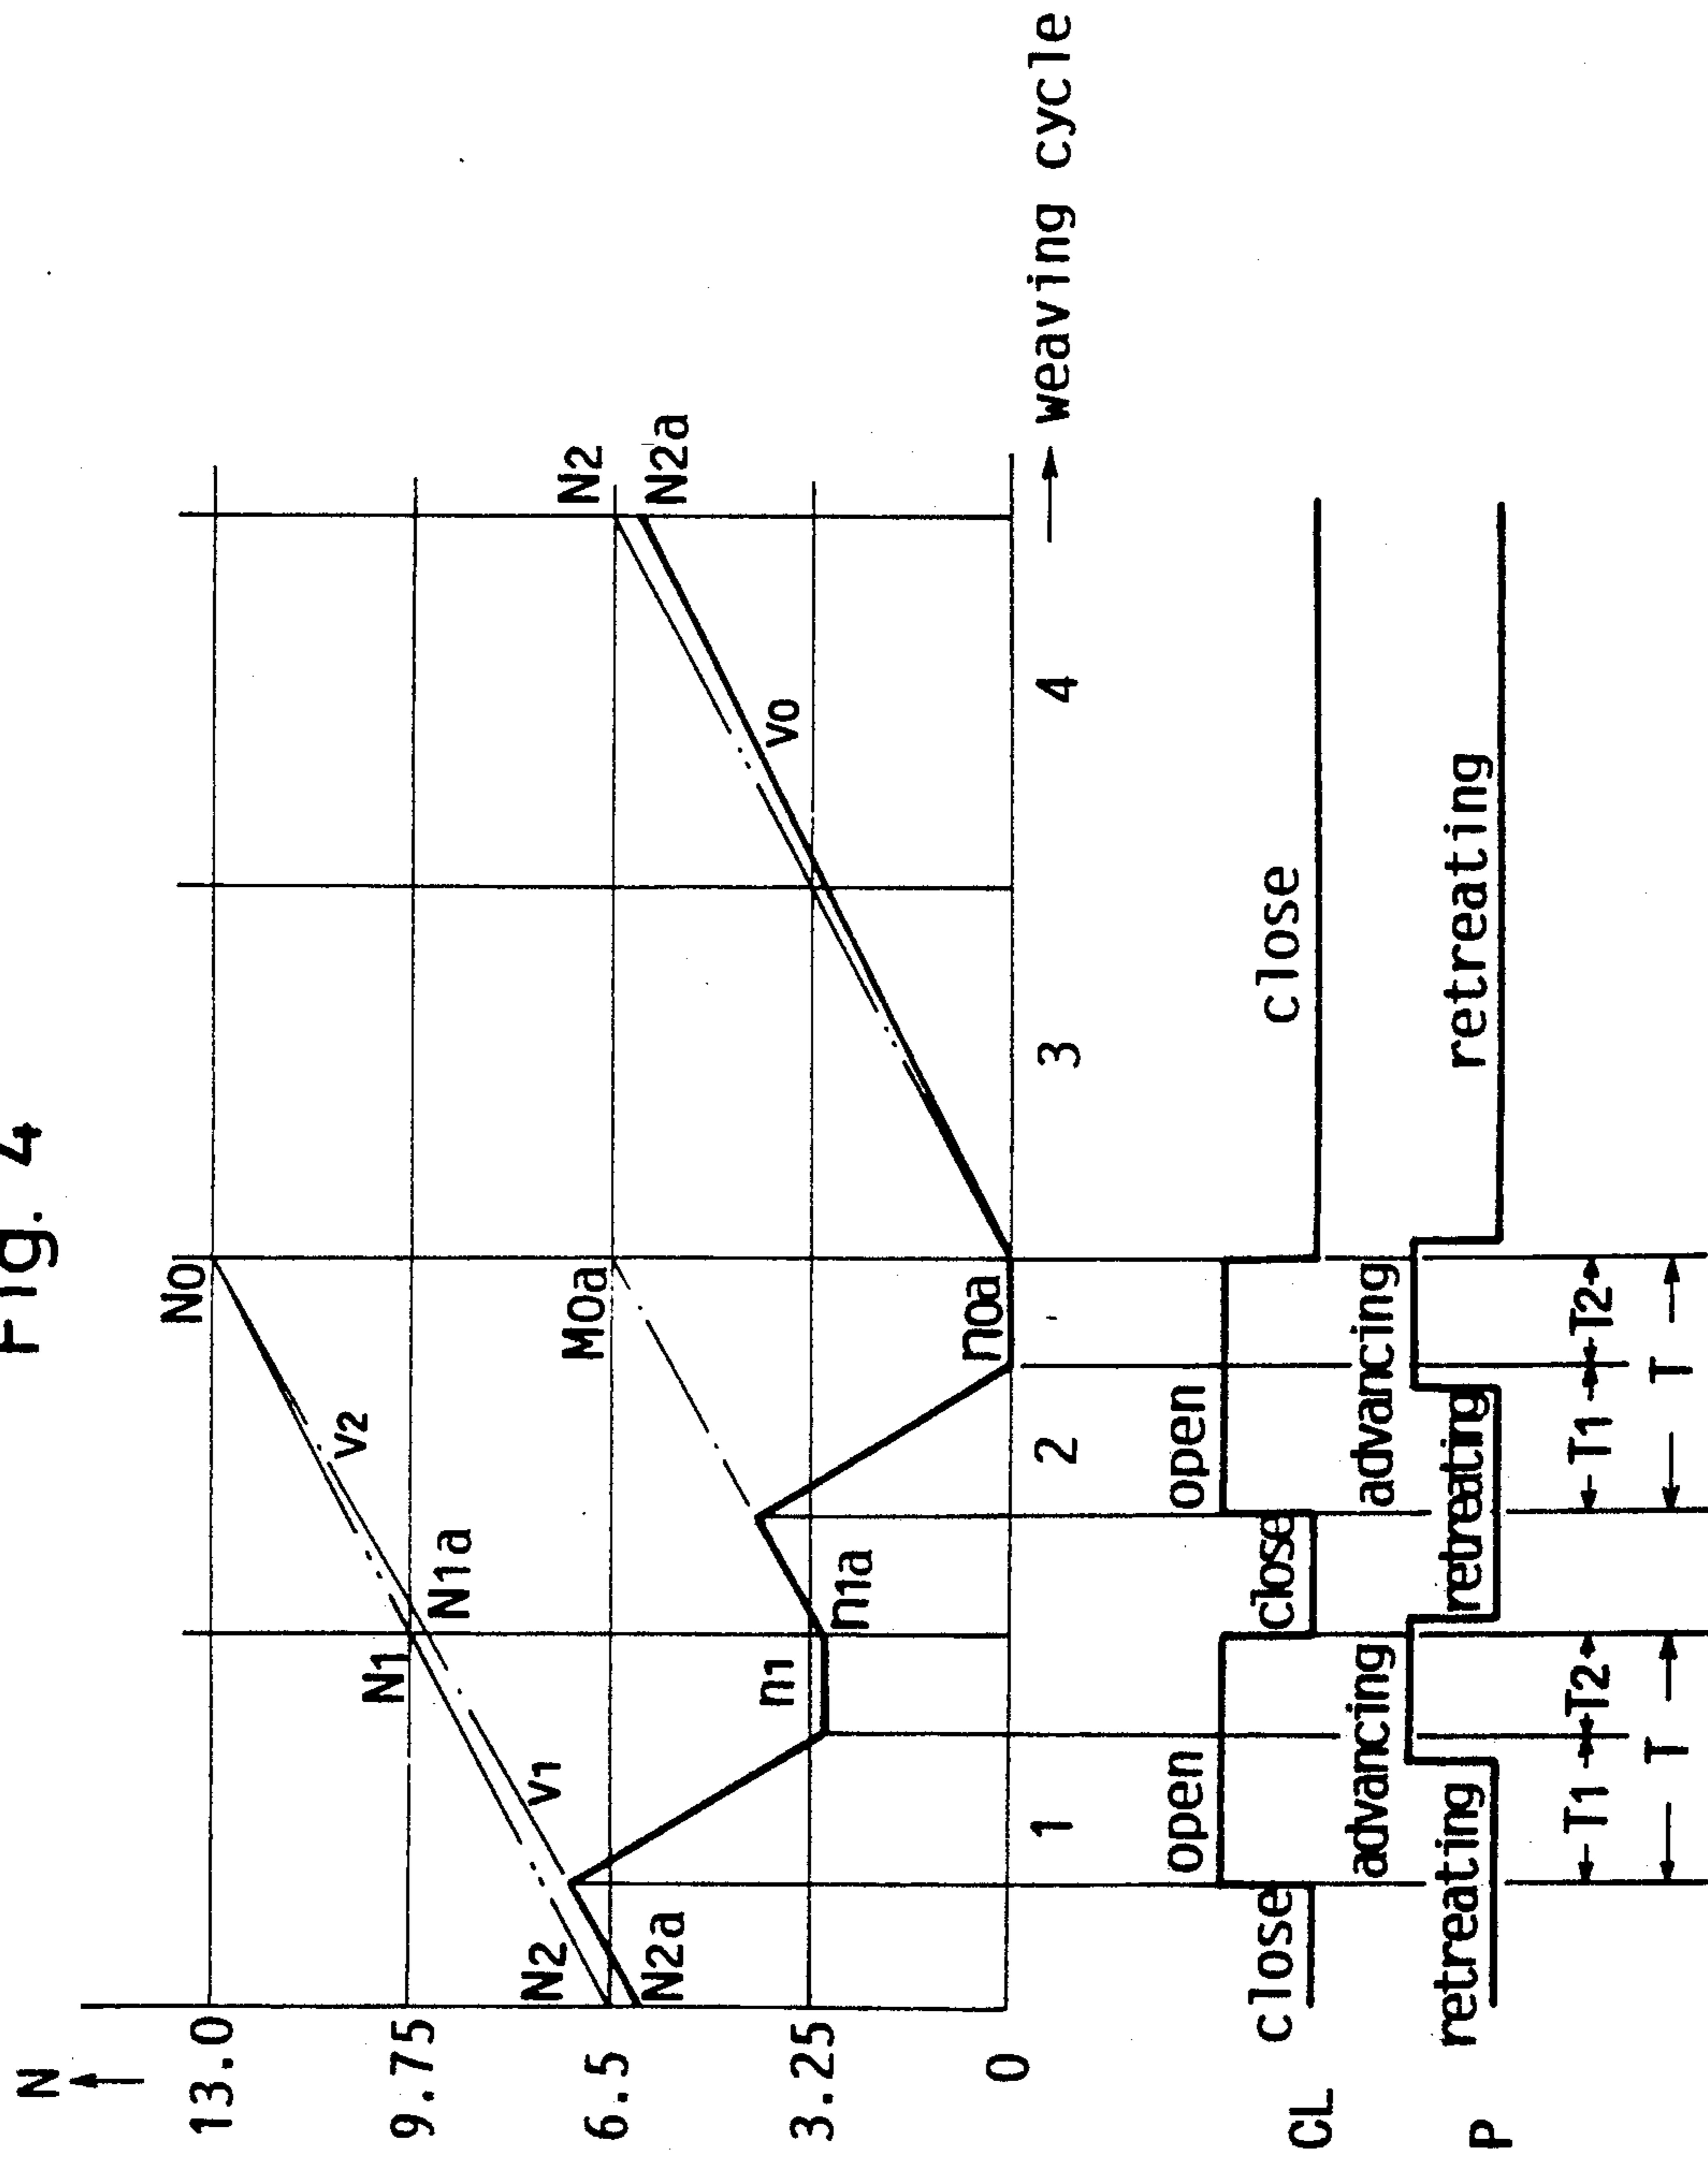 Fig. 4
N
13.0
9.75
6.5
3.25
0
N0
N1
N1a
V2
V1
N2
N2a
M0a
n1
n1a
n0a
V0
N2
N2a
1
2
3
4
weaving cycle
CL
close
open
close
open
close
P
retreating
advancing
retreating
advancing
retreating
T1
T2
T1
T2
T
T